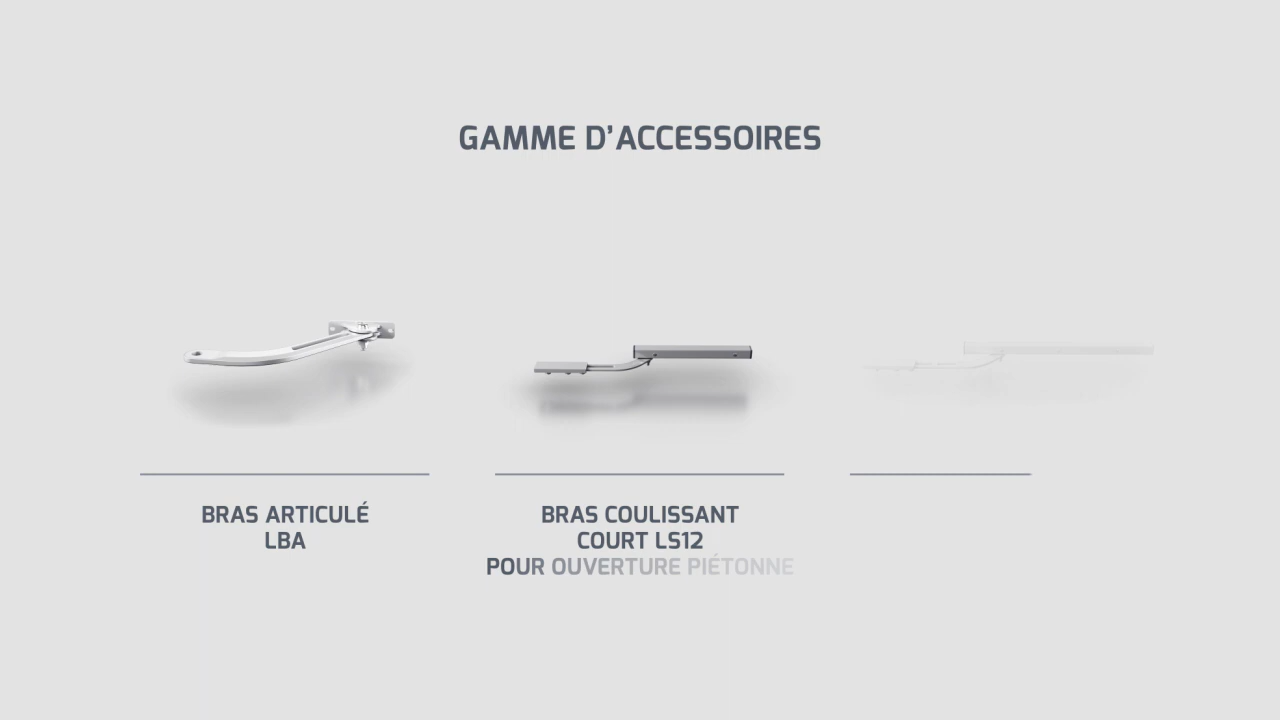 GAMME D’ACCESSOIRES
BRAS ARTICULÉ
LBA
BRAS COULISSANT
COURT LS12
POUR OUVERTURE PIÉTONNE